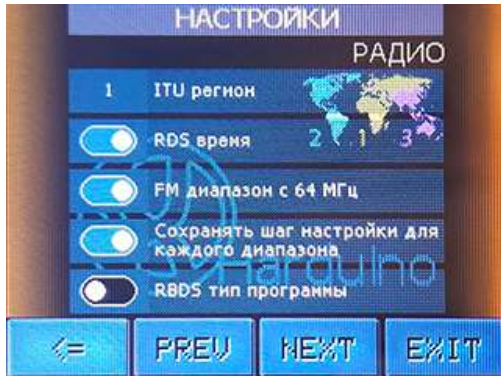 НАСТРОЙКИ
РАДИО
1 ITU регион
2 1 3
RDS время
FM диапазон с 64 МГц
Сохранять шаг настройки для
каждого диапазона
RBDS тип программы
<= PREV NEXT EXIT